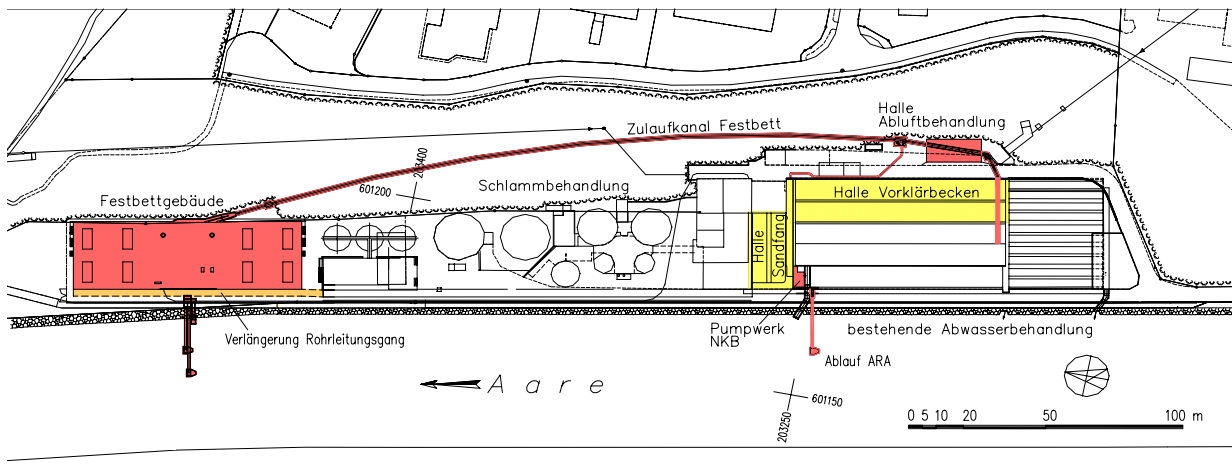 Halle
Abluftbehandlung
Zulaufkanal Festbett
203400
601200
Schlammbehandlung
Festbettgebäude
Halle Vorklärbecken
Halle
Sandfang
Verlängerung Rohrleitungsgang
Pumpwerk
NKB
bestehende Abwasserbehandlung
Ablauf ARA
Aare
601150
203250
0 5 10 20 50 100 m